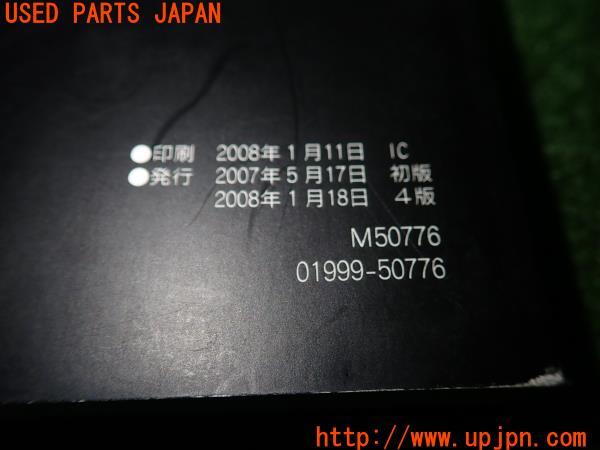 USED PARTS JAPAN
●印刷 2008年1月11日 IC
●発行 2007年5月17日 初版
2008年1月18日 4版
M50776
01999-50776
http://www.upjpn.com